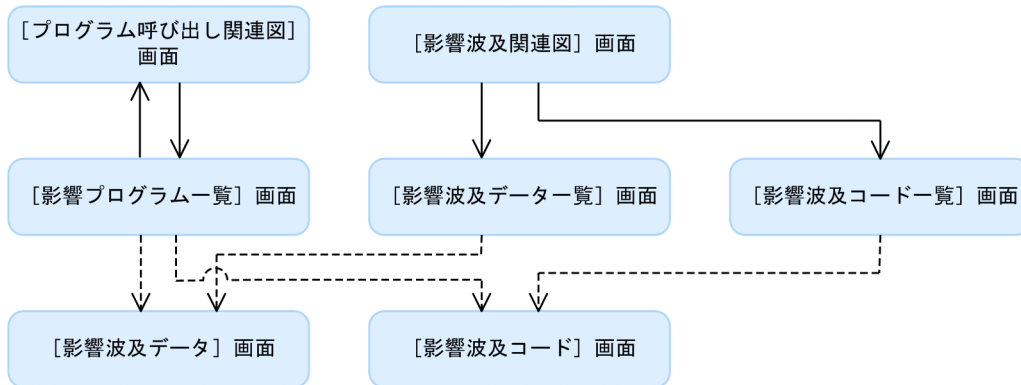 ［プログラム呼び出し関連図］
画面
［影響波及関連図］画面
［影響プログラム一覧］画面
［影響波及データ一覧］画面
［影響波及コード一覧］画面
［影響波及データ］画面
［影響波及コード］画面